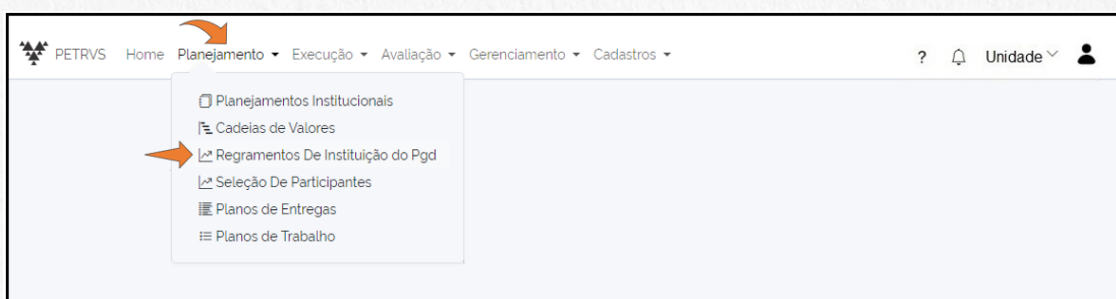 PETRVS Home Planejamento Execução Avaliação Gerenciamento Cadastros ? Unidade
Planejamentos Institucionais
Cadeias de Valores
Regramentos De Instituição do Pgd
Seleção De Participantes
Planos de Entregas
Planos de Trabalho